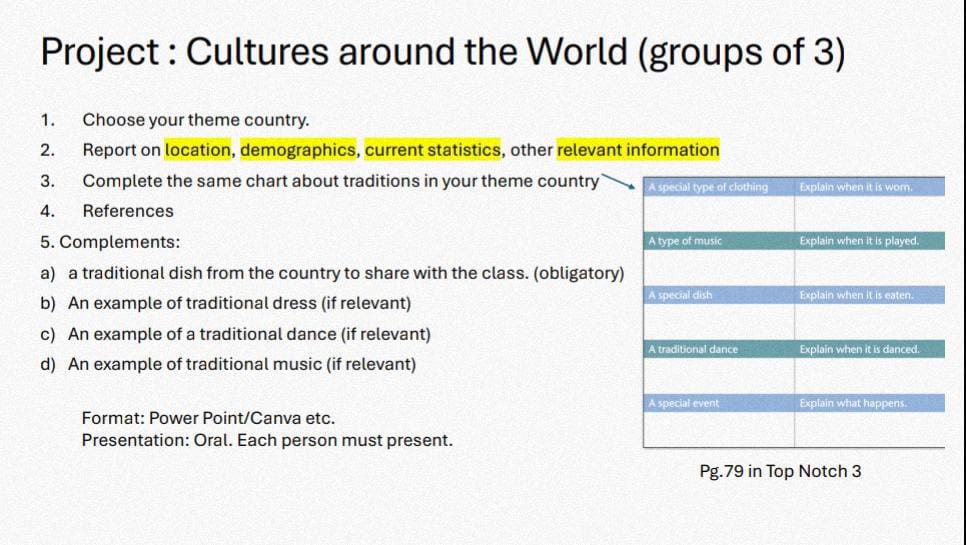 Project : Cultures around the World (groups of 3)
1. Choose your theme country.
2. Report on location, demographics, current statistics, other relevant information
3. Complete the same chart about traditions in your theme country
4. References
5. Complements:
a) a traditional dish from the country to share with the class. (obligatory)
b) An example of traditional dress (if relevant)
c) An example of a traditional dance (if relevant)
d) An example of traditional music (if relevant)
Format: Power Point/Canva etc.
Presentation: Oral. Each person must present.
A special type of clothing Explain when it is worn.
A type of music Explain when it is played.
A special dish Explain when it is eaten.
A traditional dance Explain when it is danced.
A special event Explain what happens.
Pg.79 in Top Notch 3